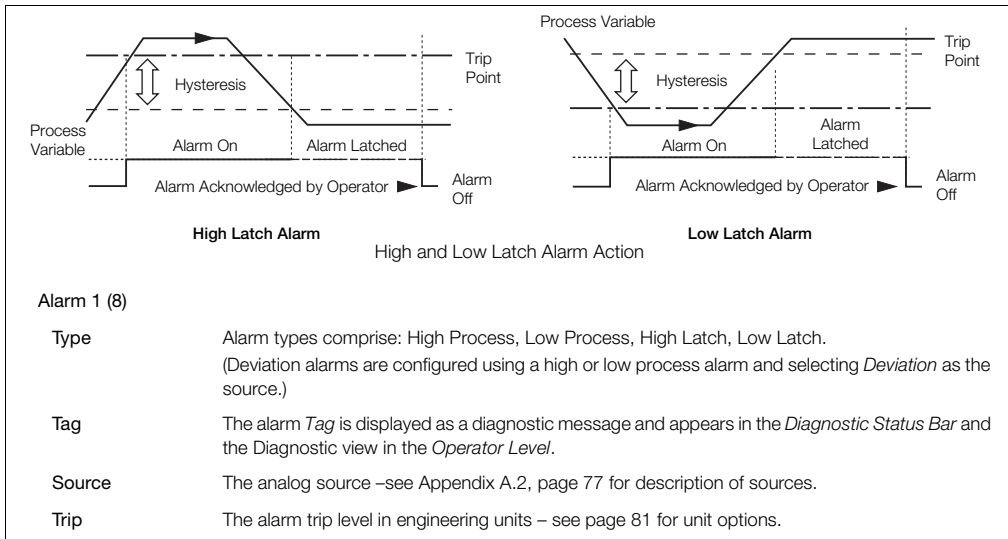 Process Variable
Trip
Point
Hysteresis
Process
Variable
Alarm On
Alarm Latched
Alarm Acknowledged by Operator
Alarm
Off
High Latch Alarm
Trip
Point
Hysteresis
Alarm On
Alarm
Latched
Alarm Acknowledged by Operator
Alarm
Off
Low Latch Alarm
High and Low Latch Alarm Action
Alarm 1 (8)
Type
Alarm types comprise: High Process, Low Process, High Latch, Low Latch.
(Deviation alarms are configured using a high or low process alarm and selecting Deviation as the
source.)
Tag
The alarm Tag is displayed as a diagnostic message and appears in the Diagnostic Status Bar and
the Diagnostic view in the Operator Level.
Source
The analog source –see Appendix A.2, page 77 for description of sources.
Trip
The alarm trip level in engineering units – see page 81 for unit options.